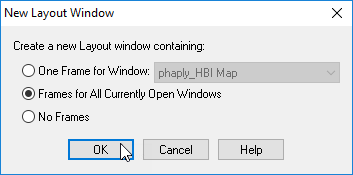 New Layout Window
Create a new Layout window containing:
One Frame for Window: phaply_HBI Map
Frames for All Currently Open Windows
No Frames
OK Cancel Help